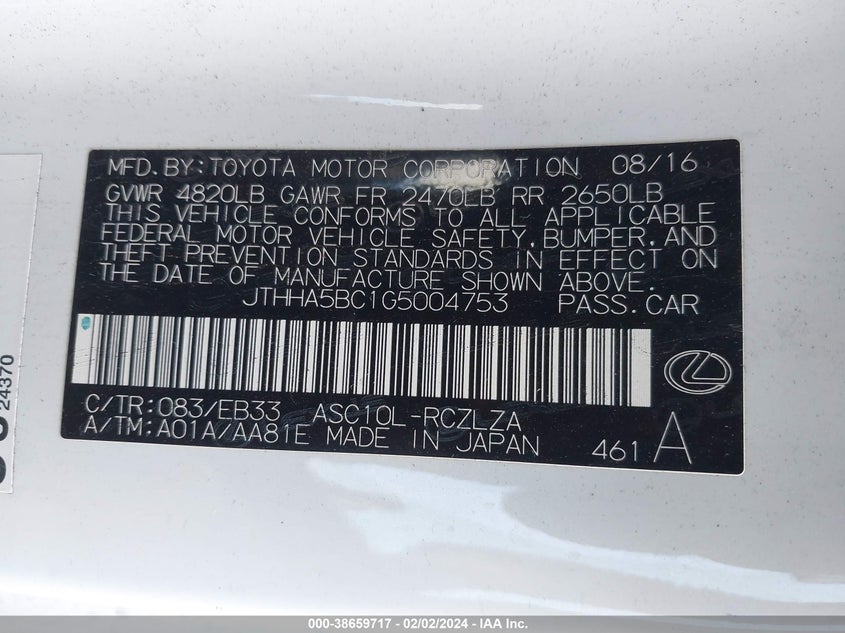 MFD.BY:TOYOTA MOTOR CORPORATION 08/16
GVWR 4820LB GAWR FR 2470LB RR 2650LB
THIS VEHICLE CONFORMS TO ALL APPLICABLE
FEDERAL MOTOR VEHICLE SAFETY,BUMPER,AND
THEFT PREVENTION STANDARDS IN EFFECT ON
THE DATE OF MANUFACTURE SHOWN ABOVE.
JTHHA5BC1G5004753 PASS.CAR
C/TR:083/EB33 ASC10L-RCZLZA
A/TM:A01A/AA81E MADE IN JAPAN 461 A
24370
000-38659717 - 02/02/2024 - IAA Inc.